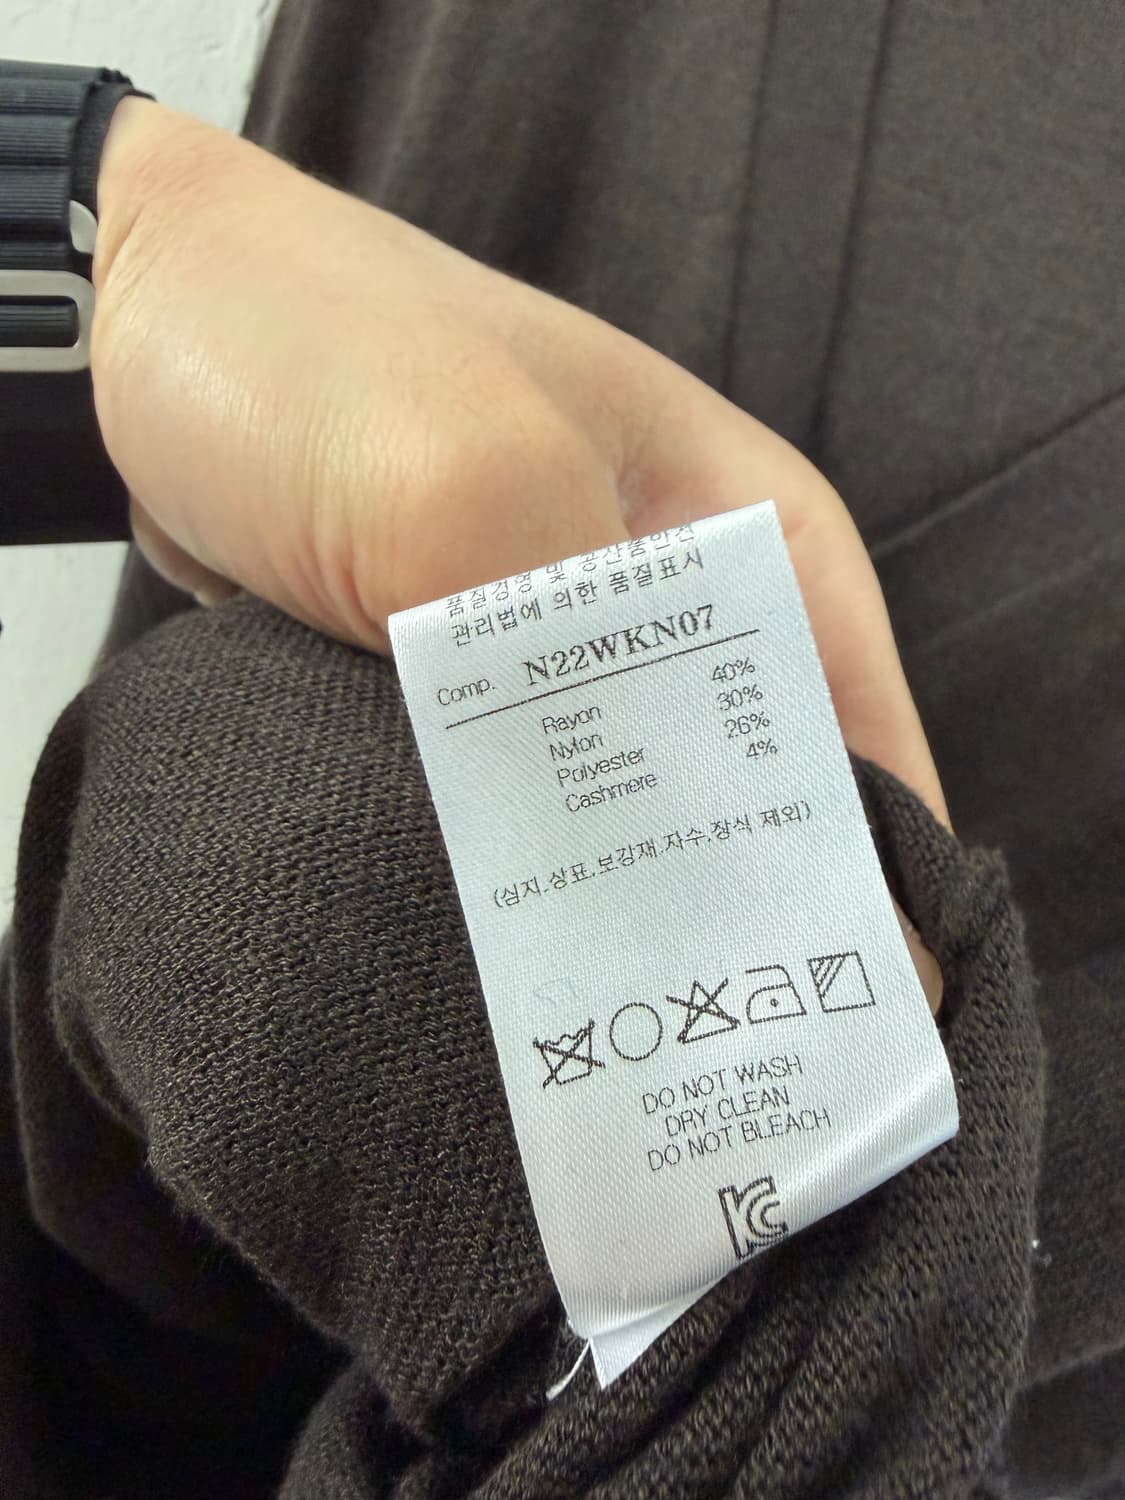 품질경영 및 공산품안전
관리법에 의한 품질표시
Comp. N22WKN07
Rayon 40%
Nylon 30%
Polyester 26%
Cashmere 4%
(심지,상표,보강재,자수,장식 제외)
DO NOT WASH
DRY CLEAN
DO NOT BLEACH
KC